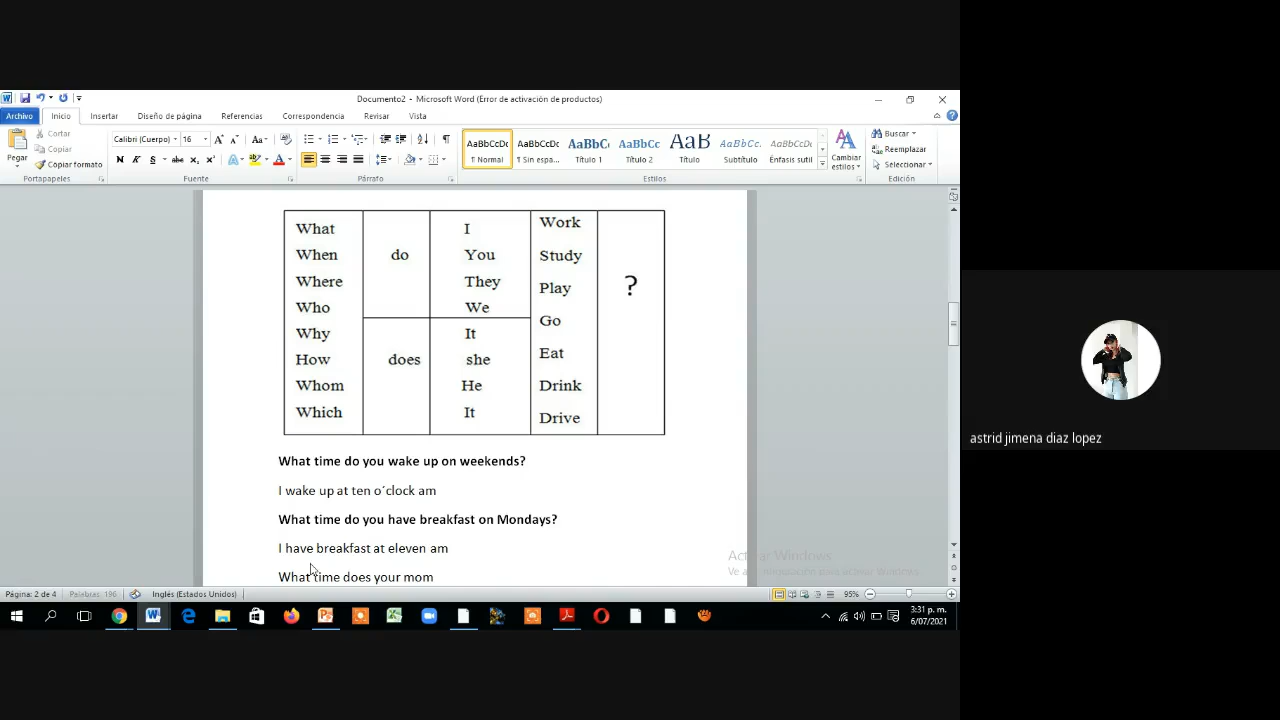 Documento2 - Microsoft Word (Error de activación de productos)
Archivo Inicio Insertar Diseño de página Referencias Correspondencia Revisar Vista
Pegar
Cortar
Copiar
Copiar formato
Portapapeles
Calibri (Cuerpo) 16
Fuente
Párrafo
AaBbCcDc AaBbCcDc AaBbC AaBbCc AaB AaBbCc. AaBbCcDc
¶ Normal ¶ Sin espa... Título 1 Título 2 Título Subtítulo Énfasis sutil
Estilos
Cambiar estilos
Buscar
Reemplazar
Seleccionar
Edición
What
When
Where
Who
Why
How
Whom
Which
do
does
I
You
They
We
It
she
He
It
Work
Study
Play
Go
Eat
Drink
Drive
?
What time do you wake up on weekends?
I wake up at ten o´clock am
What time do you have breakfast on Mondays?
I have breakfast at eleven am
What time does your mom
Activar Windows
astrid jimena diaz lopez
Página: 2 de 4 Palabras: 196 Inglés (Estados Unidos) 95%
3:31 p. m.
6/07/2021